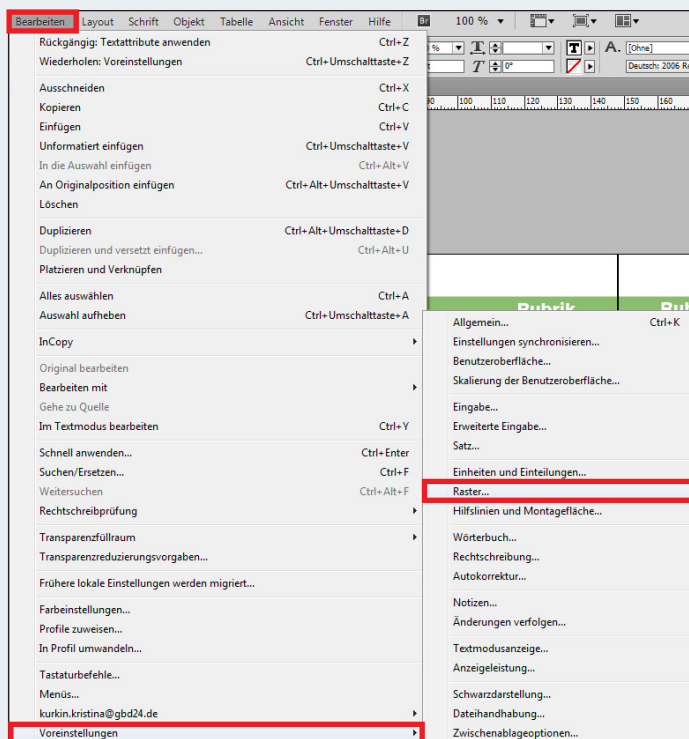 Bearbeiten Layout Schrift Objekt Tabelle Ansicht Fenster Hilfe Br 100 %
Rückgängig: Textattribute anwenden Ctrl+Z
Wiederholen: Voreinstellungen Ctrl+Umschalttaste+Z
Ausschneiden Ctrl+X
Kopieren Ctrl+C
Einfügen Ctrl+V
Unformatiert einfügen Ctrl+Umschalttaste+V
In die Auswahl einfügen Ctrl+Alt+V
An Originalposition einfügen Ctrl+Alt+Umschalttaste+V
Löschen
Duplizieren Ctrl+Alt+Umschalttaste+D
Duplizieren und versetzt einfügen... Ctrl+Alt+U
Platzieren und Verknüpfen
Alles auswählen Ctrl+A
Auswahl aufheben Ctrl+Umschalttaste+A
InCopy
Original bearbeiten
Bearbeiten mit
Gehe zu Quelle
Im Textmodus bearbeiten Ctrl+Y
Schnell anwenden... Ctrl+Enter
Suchen/Ersetzen... Ctrl+F
Weitersuchen Ctrl+Alt+F
Rechtschreibprüfung
Transparenzfüllraum
Transparenzreduzierungsvorgaben...
Frühere lokale Einstellungen werden migriert...
Farbeinstellungen...
Profile zuweisen...
In Profil umwandeln...
Tastaturbefehle...
Menüs...
kurkin.kristina@gbd24.de
Voreinstellungen
% T T A. [Ohne]
T 0° Deutsch: 2006
100 110 120 130 140 150 160
Rubrik
Allgemein... Ctrl+K
Einstellungen synchronisieren...
Benutzeroberfläche...
Skalierung der Benutzeroberfläche...
Eingabe...
Erweiterte Eingabe...
Satz...
Einheiten und Einteilungen...
Raster...
Hilfslinien und Montagefläche...
Wörterbuch...
Rechtschreibung...
Autokorrektur...
Notizen...
Änderungen verfolgen...
Textmodusanzeige...
Anzeigeleistung...
Schwarzdarstellung...
Dateihandhabung...
Zwischenablageoptionen...